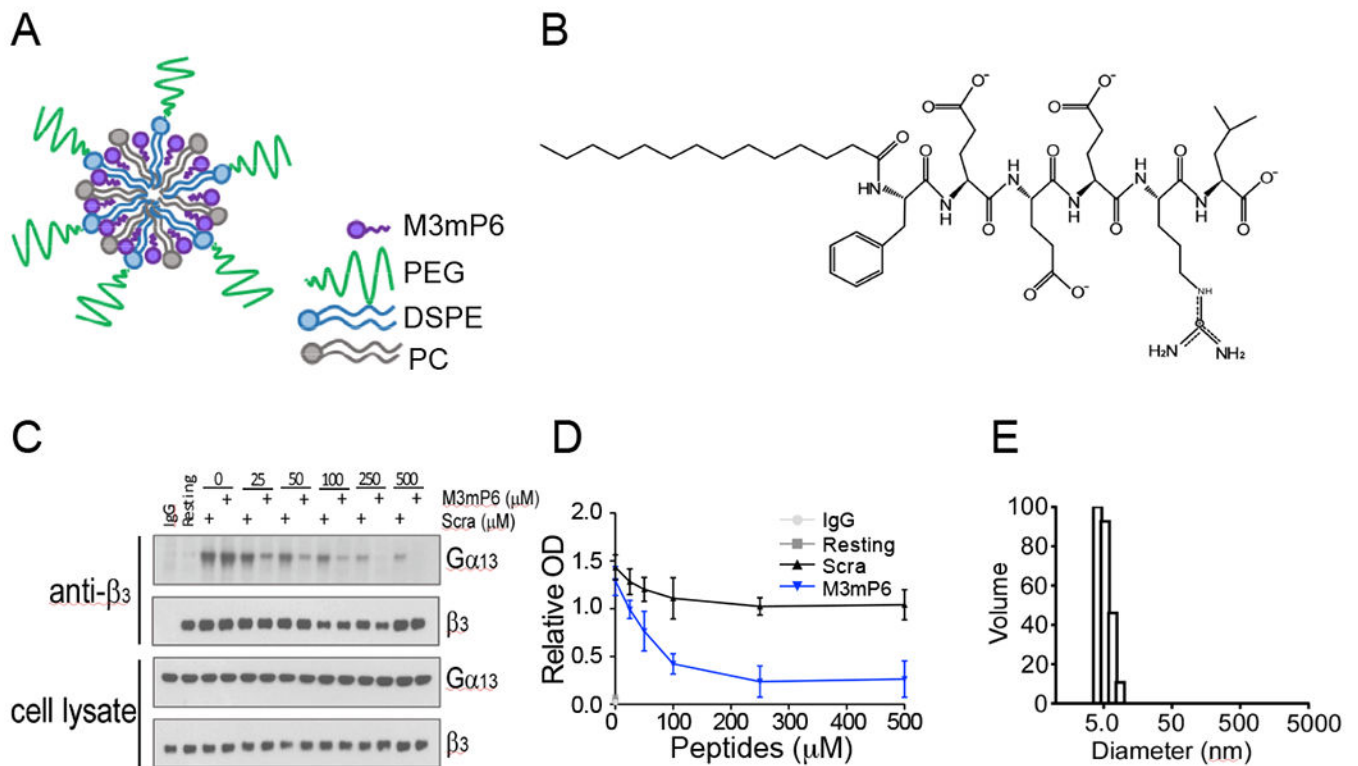 A
M3mP6
PEG
DSPE
PC
B
O⁻
O
O⁻
O
O
HN
O
N
H
O
H
N
O
N
H
O
H
N
O
N
H
O
O⁻
O
O⁻
NH
H₂N
NH₂
C
0 25 50 100 250 500
IgG
Resting
+ + + + + + M3mP6 (μM)
+ + + + + + Scra (μM)
anti-β₃
Gα₁₃
β₃
cell lysate
Gα₁₃
β₃
D
Relative OD
2.0
1.5
1.0
0.5
0.0
IgG
Resting
Scra
M3mP6
0 100 200 300 400 500
Peptides (μM)
E
Volume
100
80
60
40
20
0
5.0 50 500 5000
Diameter (nm)